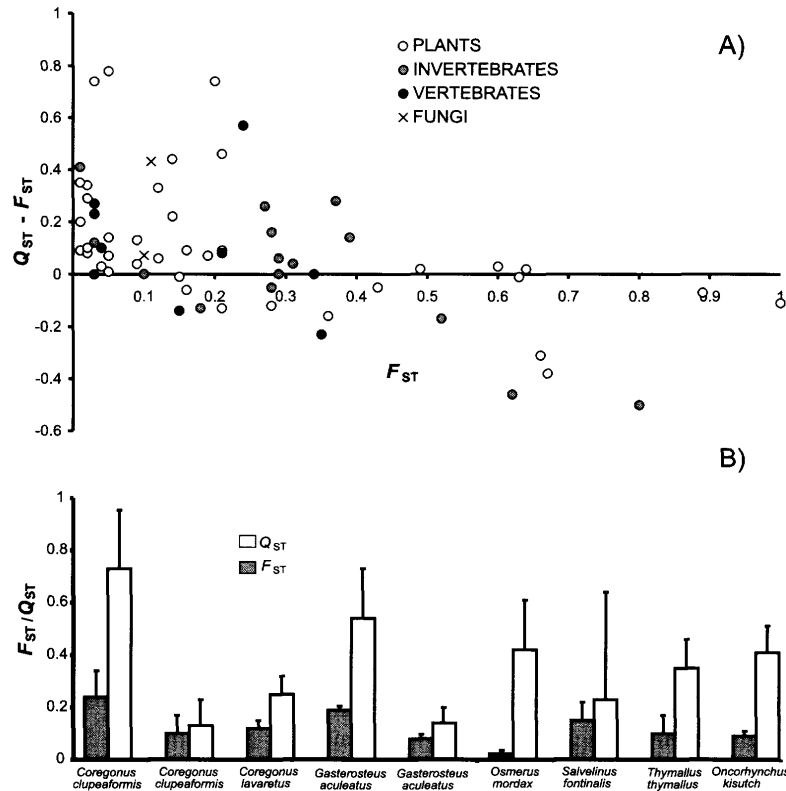 A)
1
0.8
0.6
0.4
0.2
0
-0.2
-0.4
-0.6
QST - FST
PLANTS
INVERTEBRATES
VERTEBRATES
FUNGI
0.1 0.2 0.3 0.4 0.5 0.6 0.7 0.8 0.9 1
FST
B)
1
0.8
0.6
0.4
0.2
0
FST/QST
QST
FST
Coregonus clupeaformis
Coregonus clupeaformis
Coregonus lavaretus
Gasterosteus aculeatus
Gasterosteus aculeatus
Osmerus mordax
Salvelinus fontinalis
Thymallus thymallus
Oncorhynchus kisutch